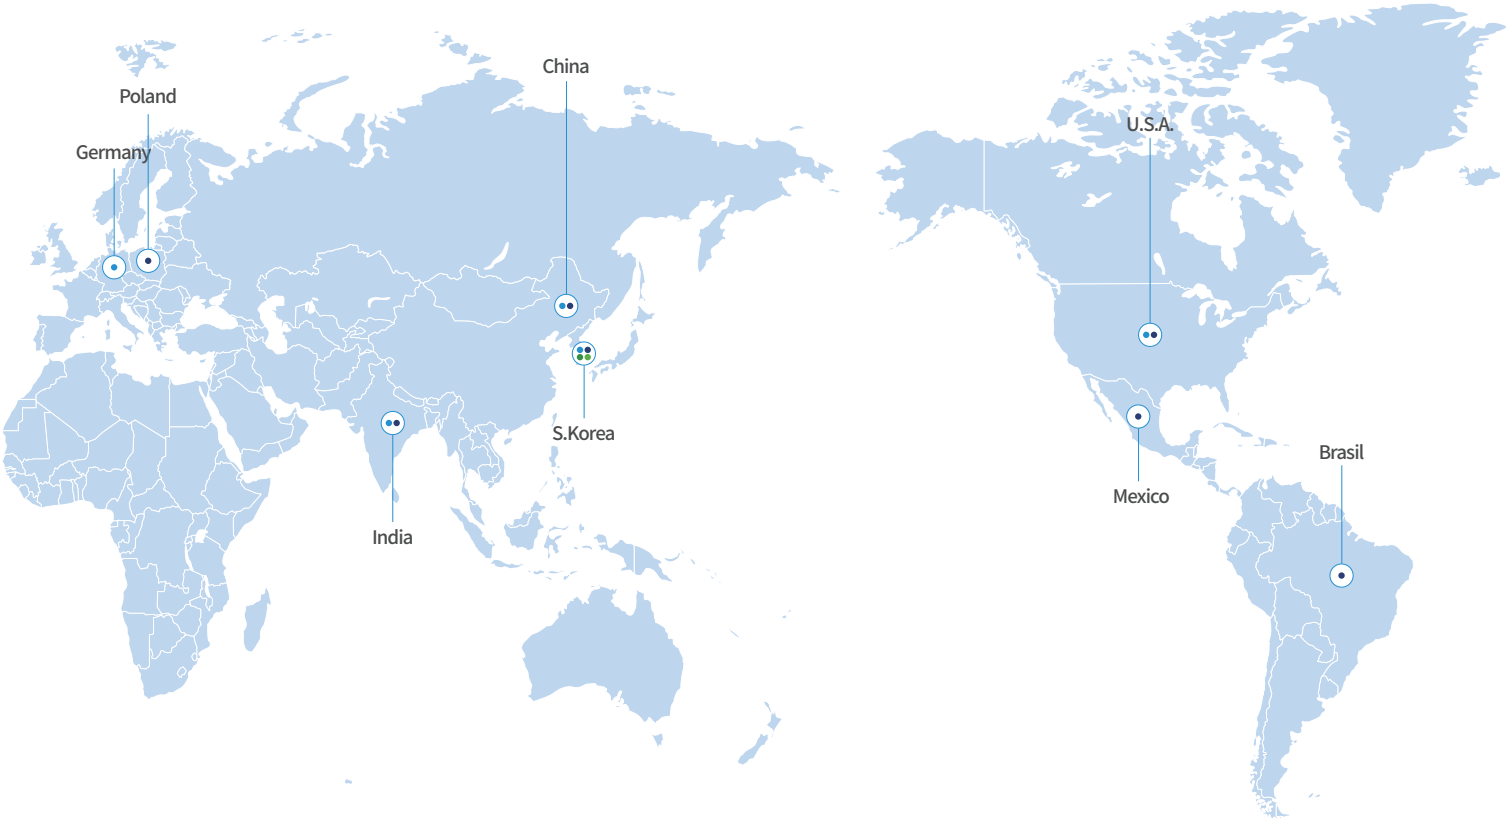 China
Poland
U.S.A.
Germany
S.Korea
Brasil
Mexico
India